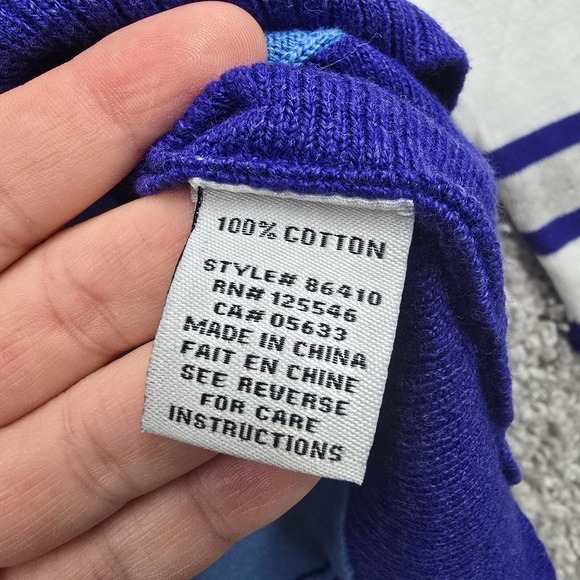 100% COTTON
STYLE# 86410
RN# 125546
CA# 05633
MADE IN CHINA
FAIT EN CHINE
SEE REVERSE
FOR CARE
INSTRUCTIONS